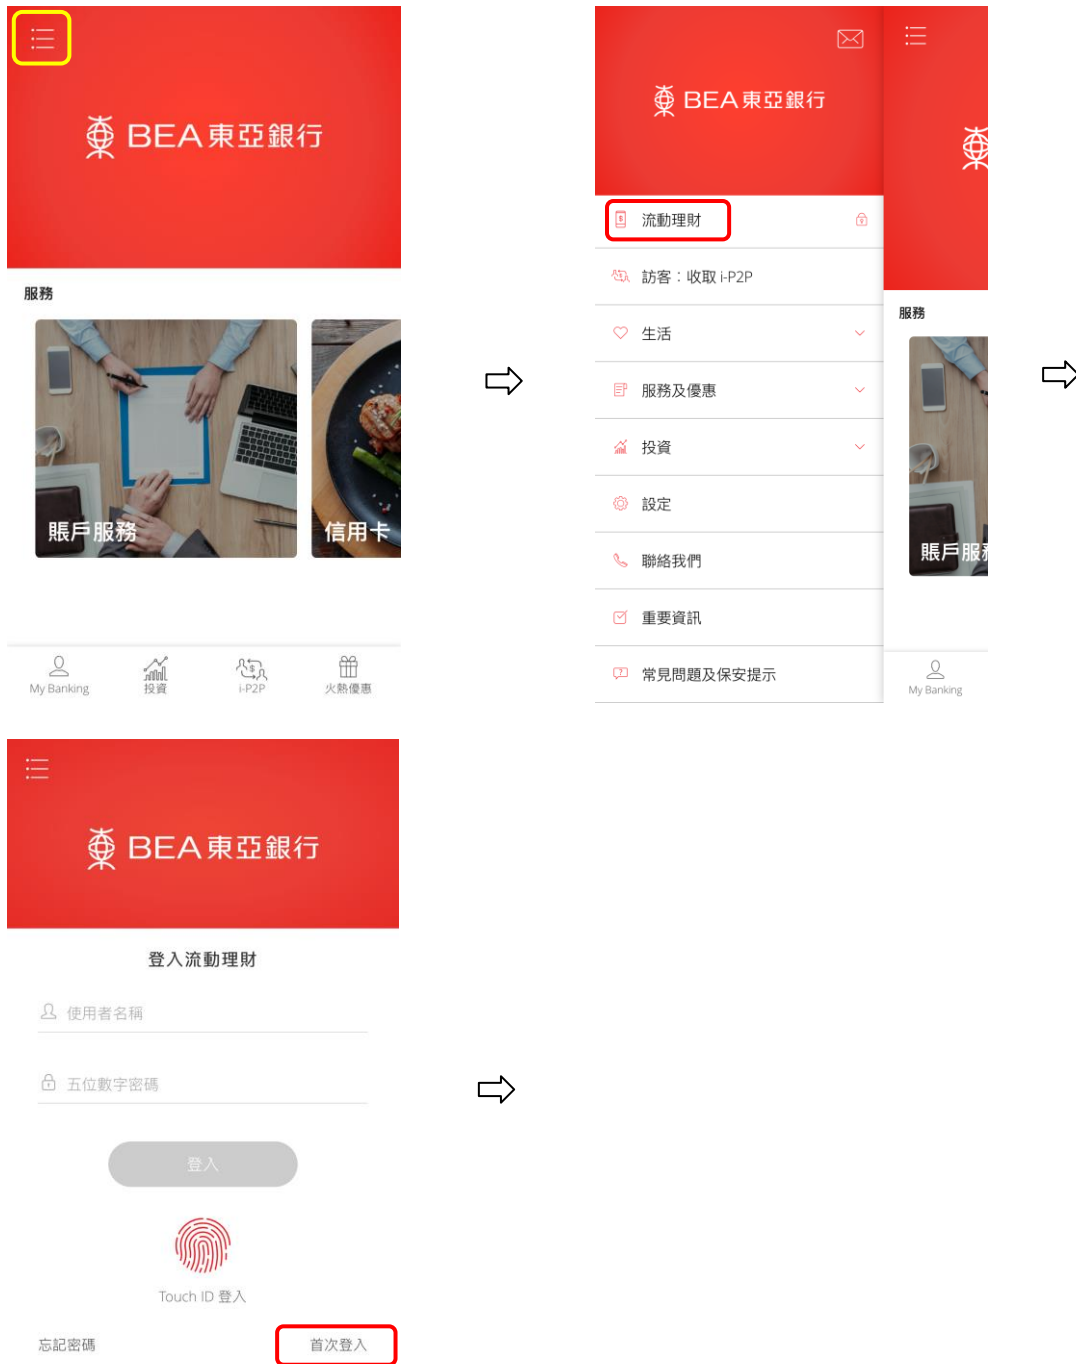 BEA東亞銀行
服務
賬戶服務
信用卡
My Banking
投資
i-P2P
火熱優惠
BEA東亞銀行
流動理財
訪客：收取 i-P2P
生活
服務及優惠
投資
設定
聯絡我們
重要資訊
常見問題及保安提示
服務
賬戶服務
My Banking
BEA東亞銀行
登入流動理財
使用者名稱
五位數字密碼
登入
Touch ID 登入
忘記密碼
首次登入